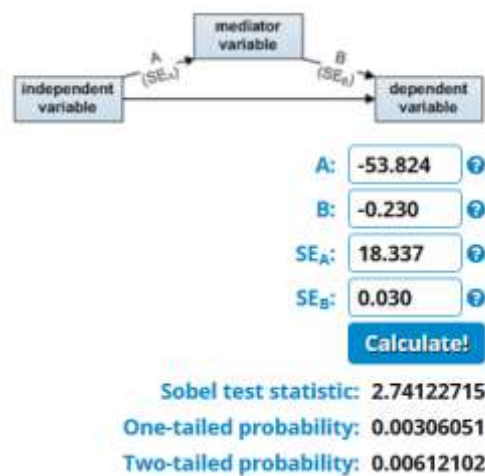 mediator
variable
A
(SEA)
B
(SEB)
independent
variable
dependent
variable
A: -53.824 ?
B: -0.230 ?
SEA: 18.337 ?
SEB: 0.030 ?
Calculate!
Sobel test statistic: 2.74122715
One-tailed probability: 0.00306051
Two-tailed probability: 0.00612102